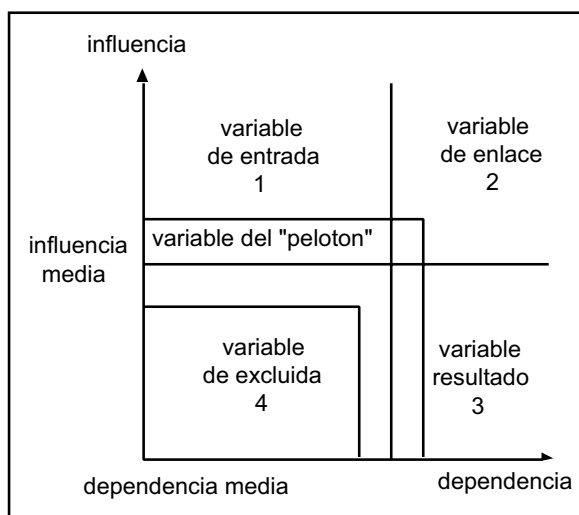 influencia
variable
de entrada
1
variable
de enlace
2
influencia
media
variable del "peloton"
variable
de excluida
4
variable
resultado
3
dependencia media
dependencia